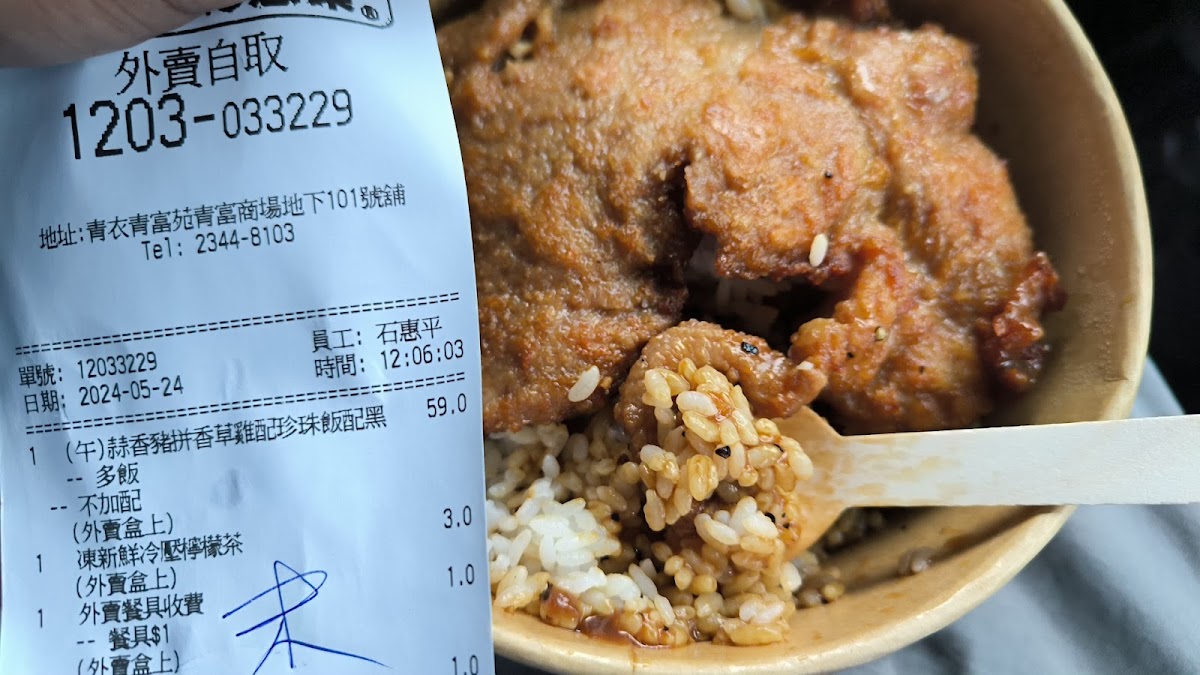 ®
外賣自取
1203-033229
地址:青衣青富苑青富商場地下101號舖
Tel: 2344-8103
單號: 12033229 員工: 石惠平
日期: 2024-05-24 時間: 12:06:03
1 (午)蒜香豬拼香草雞配珍珠飯配黑 59.0
-- 多飯
-- 不加配
(外賣盒上)
1 凍新鮮冷壓檸檬茶 3.0
(外賣盒上)
1 外賣餐具收費 1.0
-- 餐具$1
(外賣盒上)
1.0